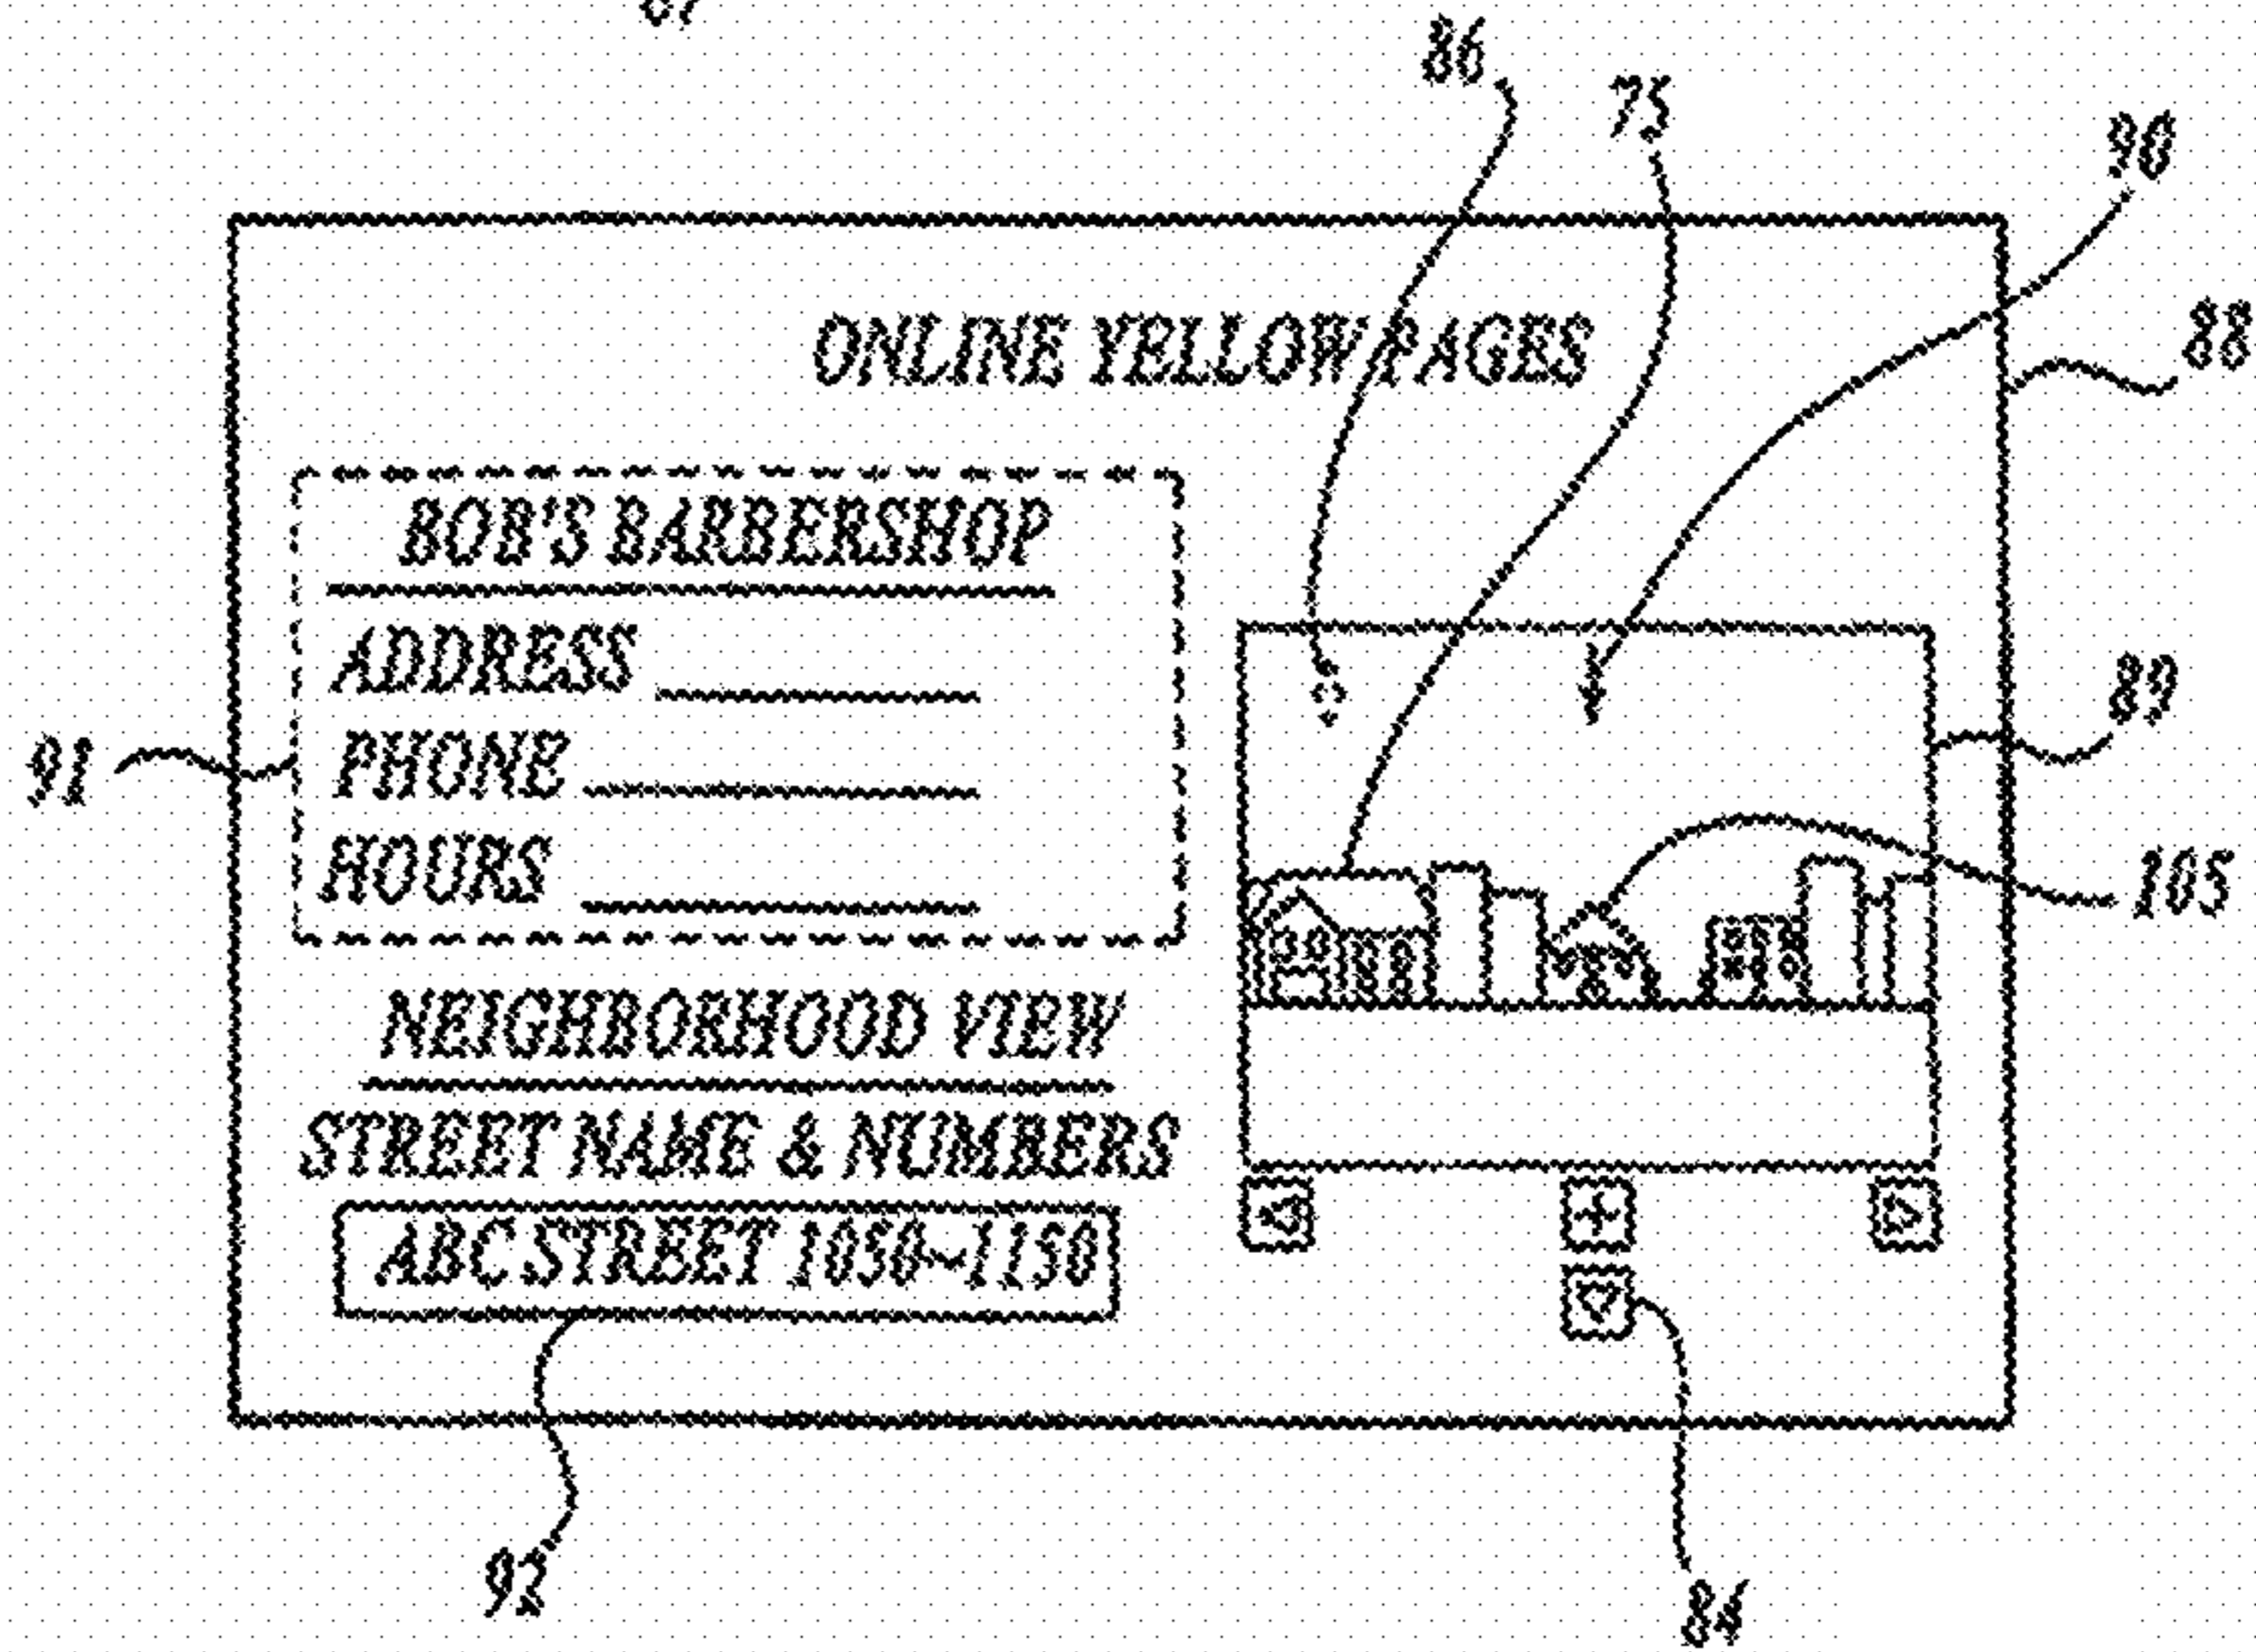 86
75
90
88
ONLINE YELLOW PAGES
BOB'S BARBERSHOP
ADDRESS
PHONE
HOURS
91
89
105
NEIGHBORHOOD VIEW
STREET NAME & NUMBERS
ABC STREET 1050~1150
92
84